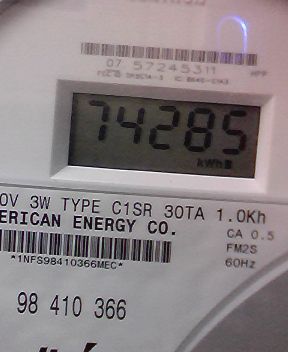 07 57245311
74285
kWh
0V 3W TYPE C1SR 30TA 1.0Kh
ERICAN ENERGY CO.
CA 0.5
FM2S
*1NFS98410366MEC*
60Hz
98 410 366